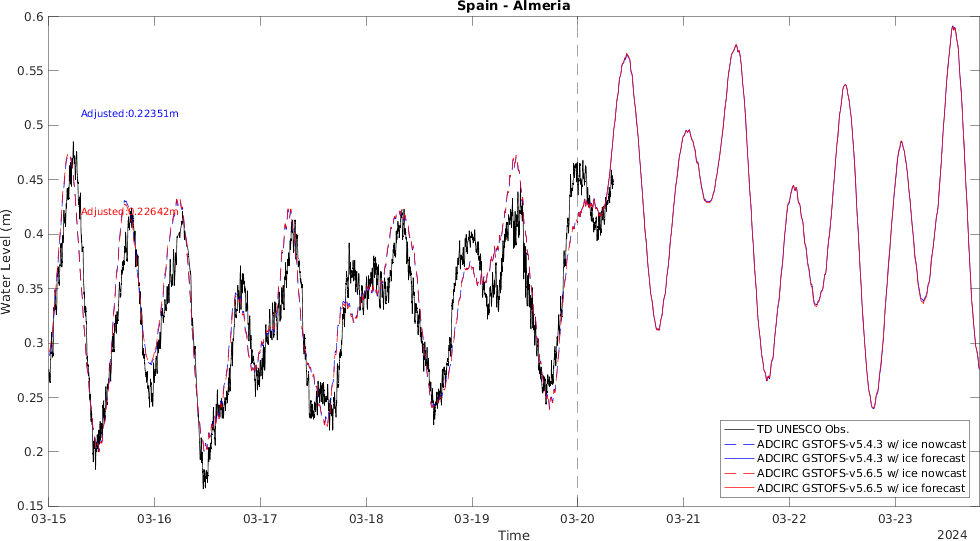 Spain - Almeria
0.6
0.55
0.5
0.45
0.4
0.35
0.3
0.25
0.2
0.15
Water Level (m)
Adjusted:0.22351m
Adjusted:0.22642m
TD UNESCO Obs.
ADCIRC GSTOFS-v5.4.3 w/ ice nowcast
ADCIRC GSTOFS-v5.4.3 w/ ice forecast
ADCIRC GSTOFS-v5.6.5 w/ ice nowcast
ADCIRC GSTOFS-v5.6.5 w/ ice forecast
03-15 03-16 03-17 03-18 03-19 03-20 03-21 03-22 03-23
Time
2024